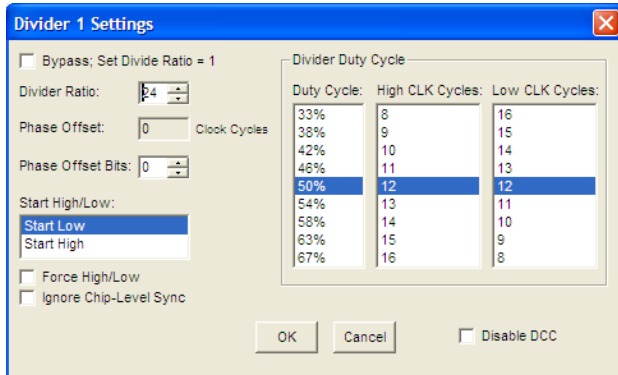 Divider 1 Settings
Bypass; Set Divide Ratio = 1
Divider Ratio: 24
Phase Offset: 0 Clock Cycles
Phase Offset Bits: 0
Start High/Low:
Start Low
Start High
Force High/Low
Ignore Chip-Level Sync
Divider Duty Cycle
Duty Cycle: High CLK Cycles: Low CLK Cycles:
33% 8 16
38% 9 15
42% 10 14
46% 11 13
50% 12 12
54% 13 11
58% 14 10
63% 15 9
67% 16 8
OK Cancel Disable DCC